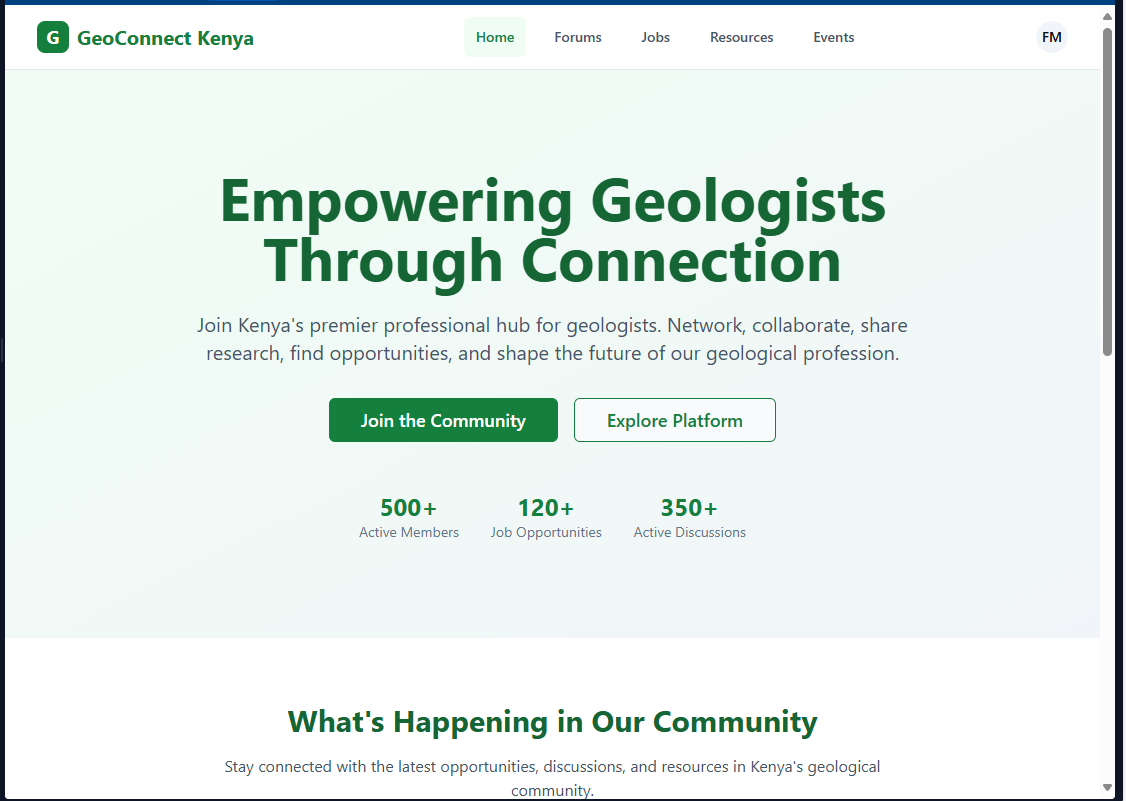 G GeoConnect Kenya Home Forums Jobs Resources Events FM
Empowering Geologists
Through Connection
Join Kenya's premier professional hub for geologists. Network, collaborate, share
research, find opportunities, and shape the future of our geological profession.
Join the Community Explore Platform
500+ 120+ 350+
Active Members Job Opportunities Active Discussions
What's Happening in Our Community
Stay connected with the latest opportunities, discussions, and resources in Kenya's geological
community.